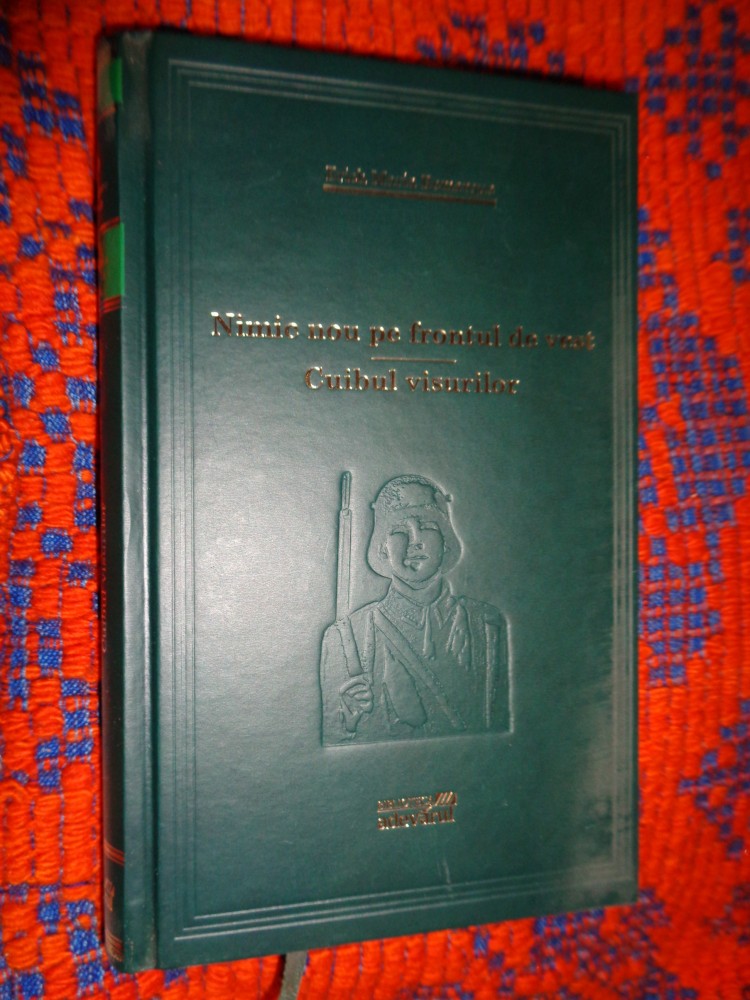 Erich Maria Remarque
Nimic nou pe frontul de vest
Cuibul visurilor
BIBLIOTECA
adevărul